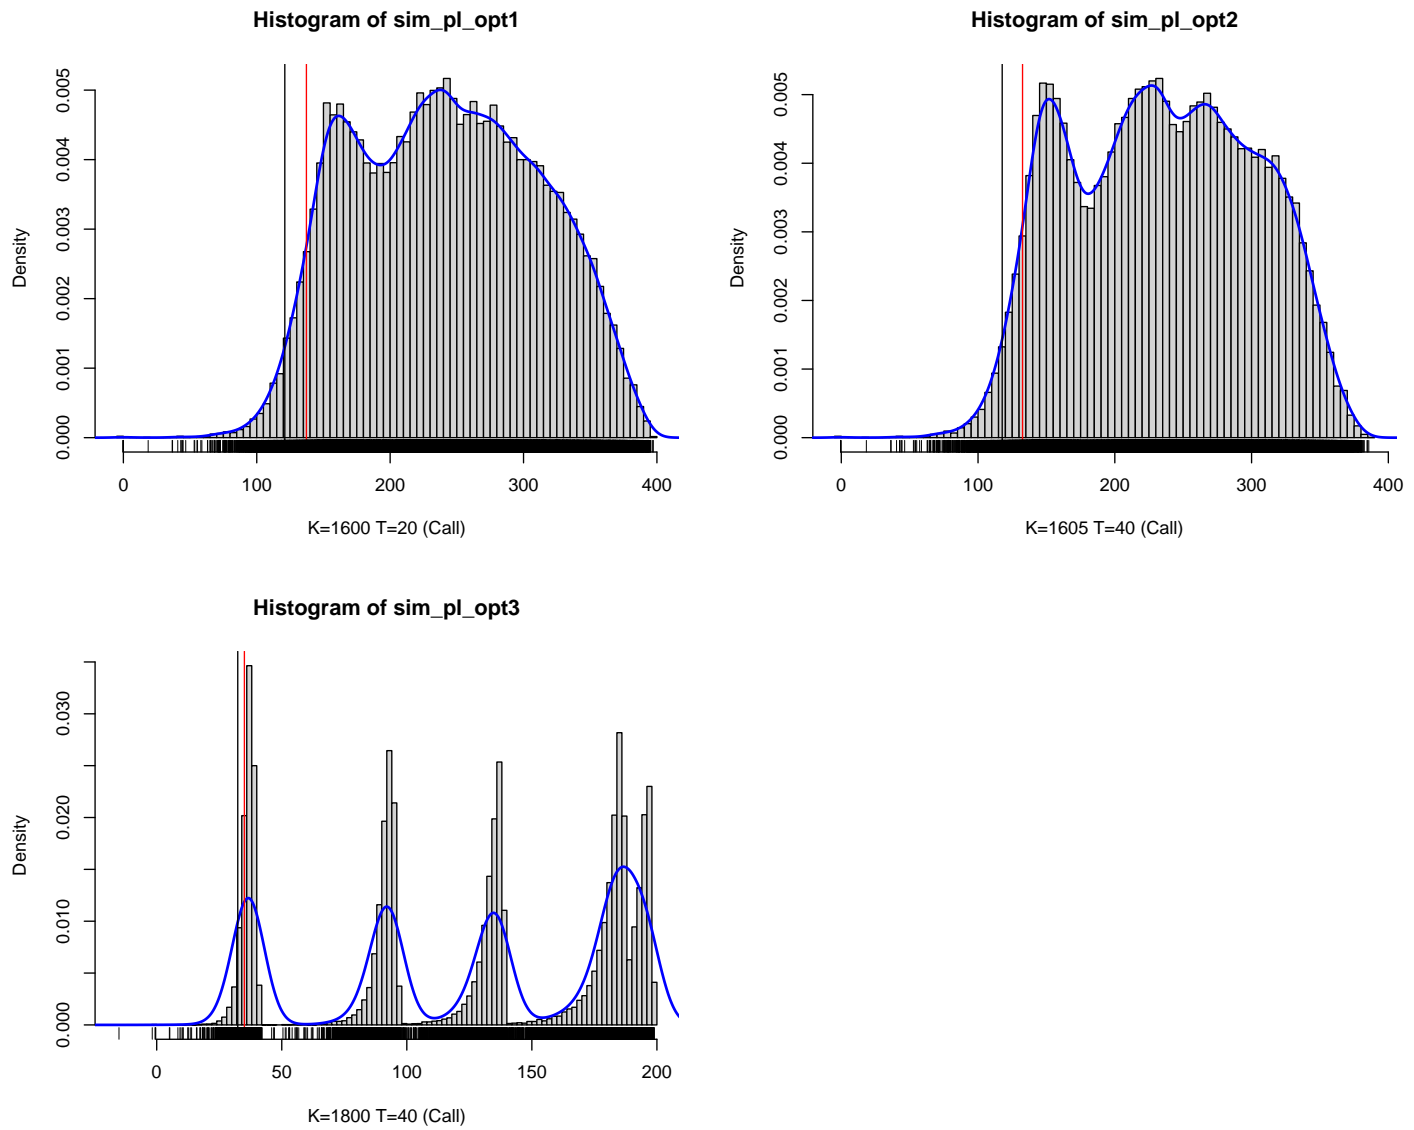 Histogram of sim_pl_opt1
Density
0.000 0.001 0.002 0.003 0.004 0.005
0 100 200 300 400
K=1600 T=20 (Call)
Histogram of sim_pl_opt2
Density
0.000 0.001 0.002 0.003 0.004 0.005
0 100 200 300 400
K=1605 T=40 (Call)
Histogram of sim_pl_opt3
Density
0.000 0.010 0.020 0.030
0 50 100 150 200
K=1800 T=40 (Call)